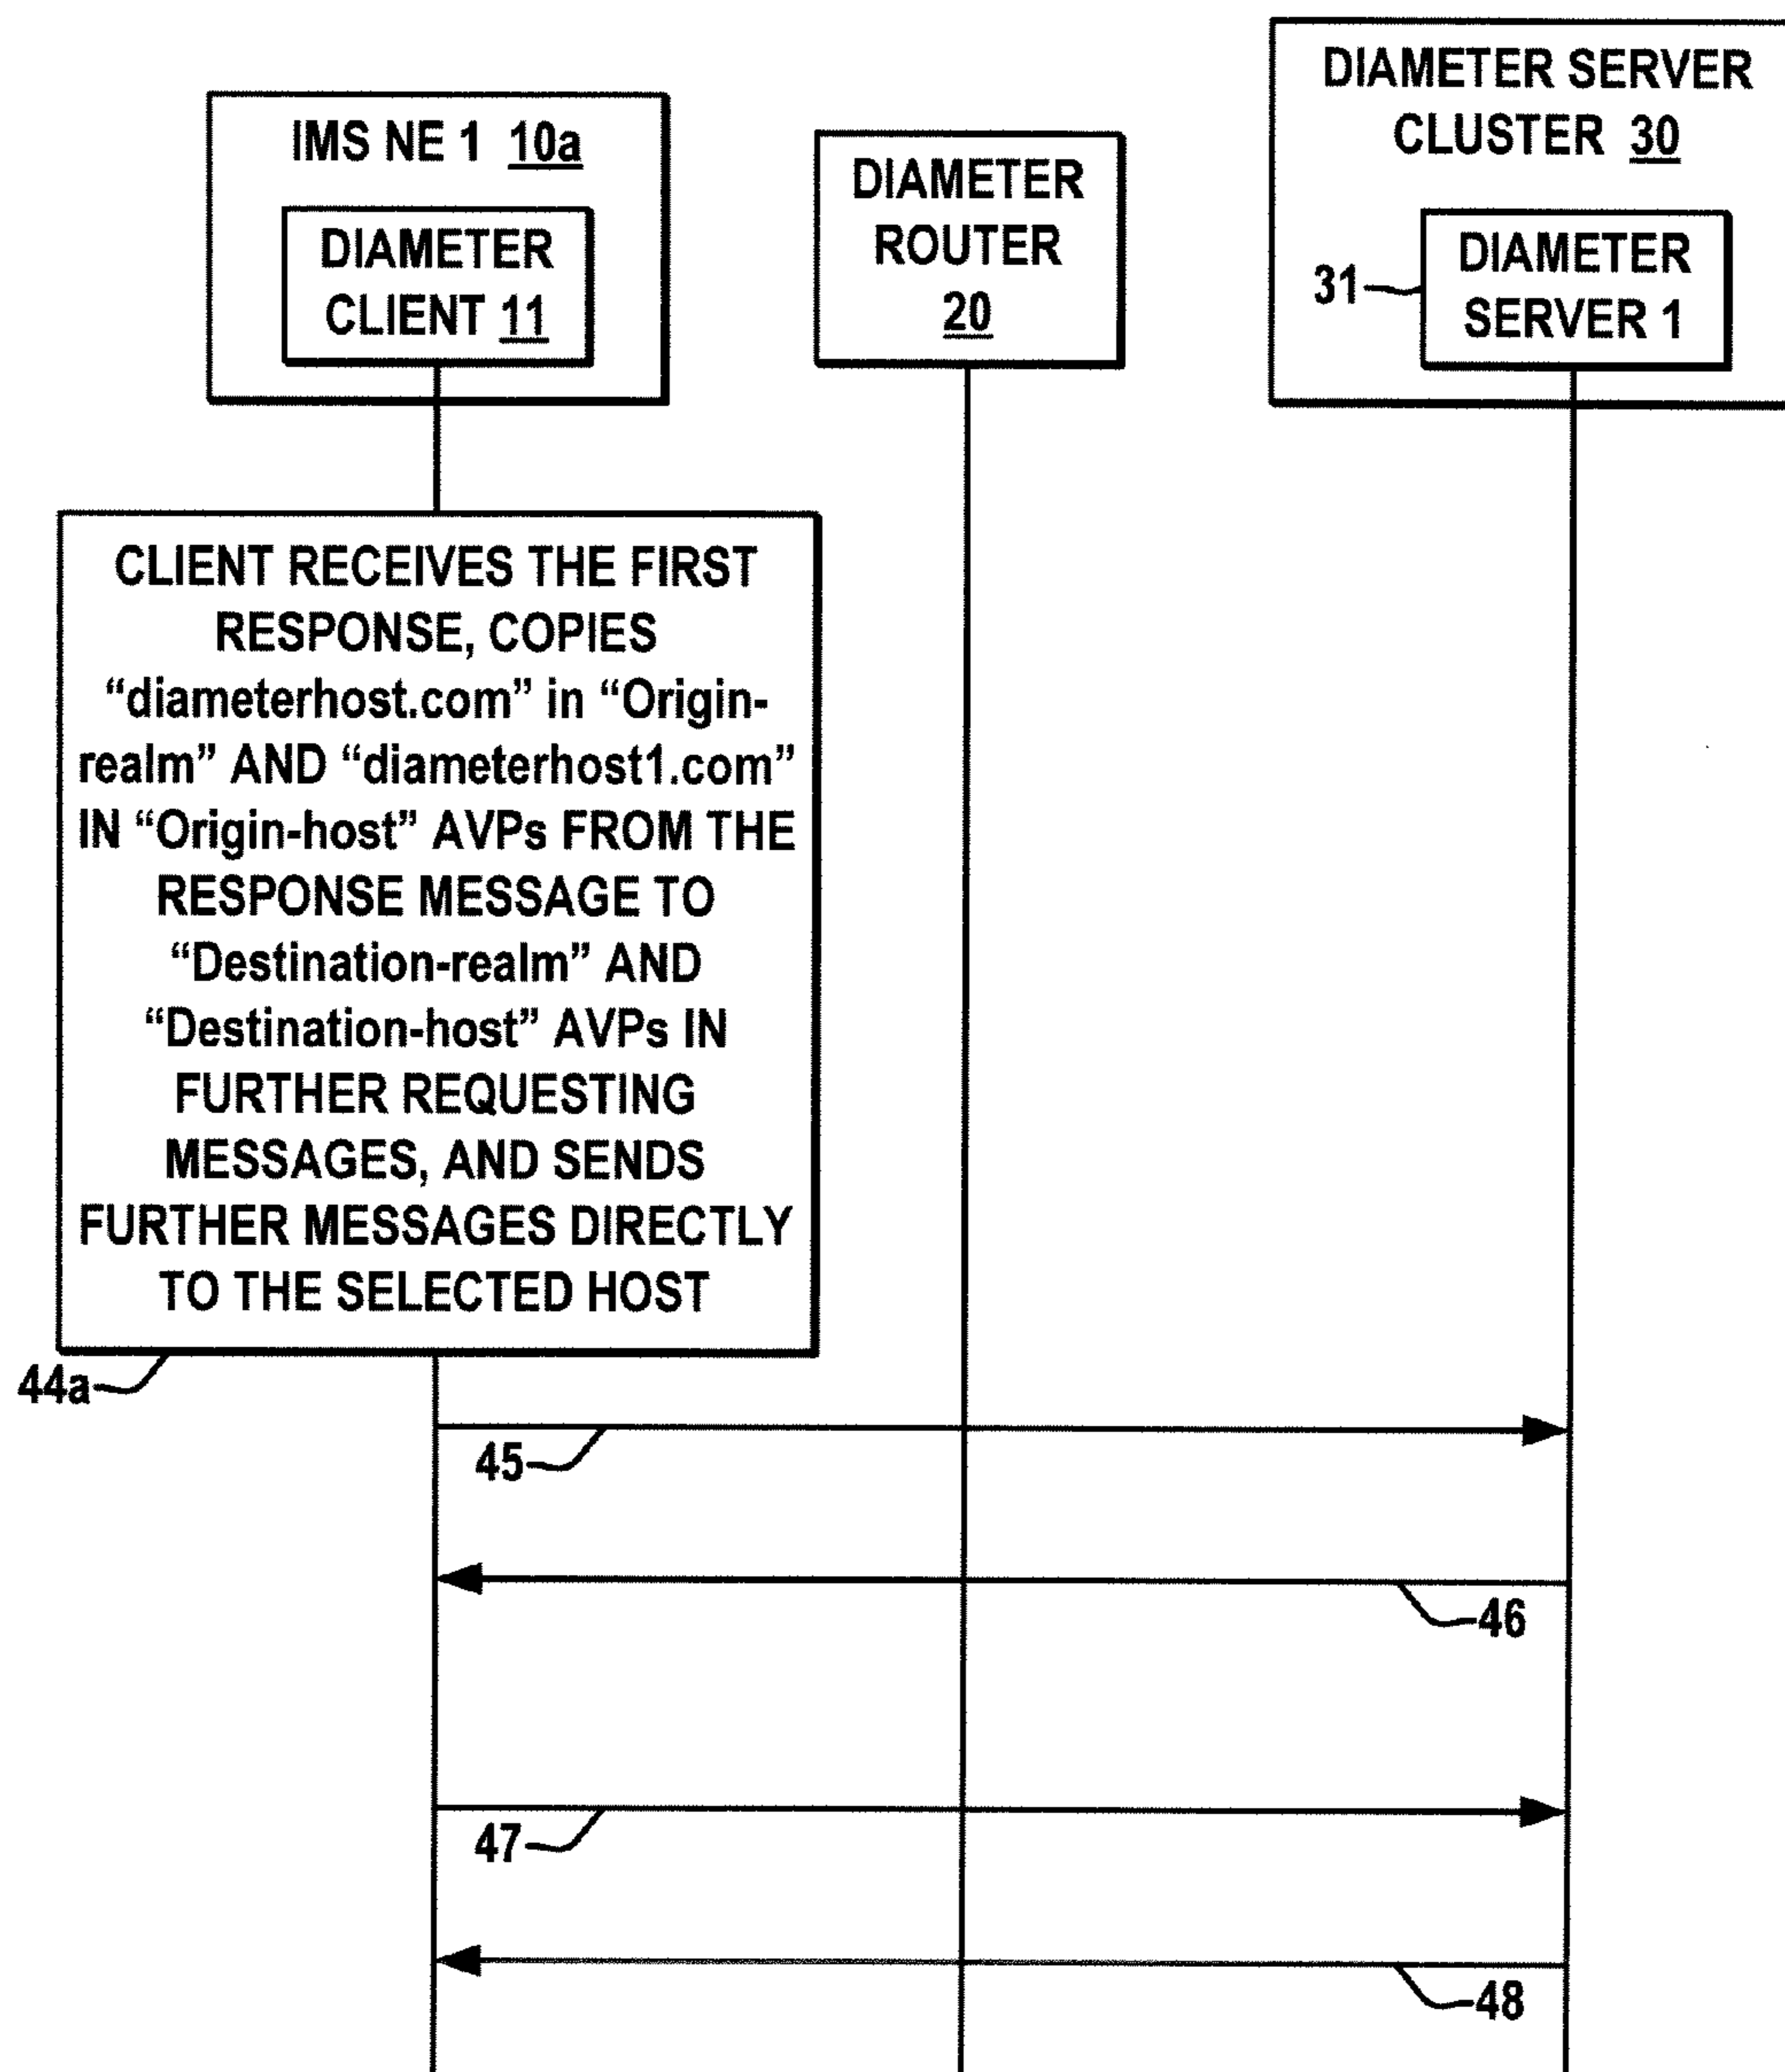 IMS NE 1 10a
DIAMETER
CLIENT 11
DIAMETER
ROUTER
20
DIAMETER SERVER
CLUSTER 30
31
DIAMETER
SERVER 1
CLIENT RECEIVES THE FIRST
RESPONSE, COPIES
“diameterhost.com” in “Origin-
realm” AND “diameterhost1.com”
IN “Origin-host” AVPs FROM THE
RESPONSE MESSAGE TO
“Destination-realm” AND
“Destination-host” AVPs IN
FURTHER REQUESTING
MESSAGES, AND SENDS
FURTHER MESSAGES DIRECTLY
TO THE SELECTED HOST
44a
45
46
47
48